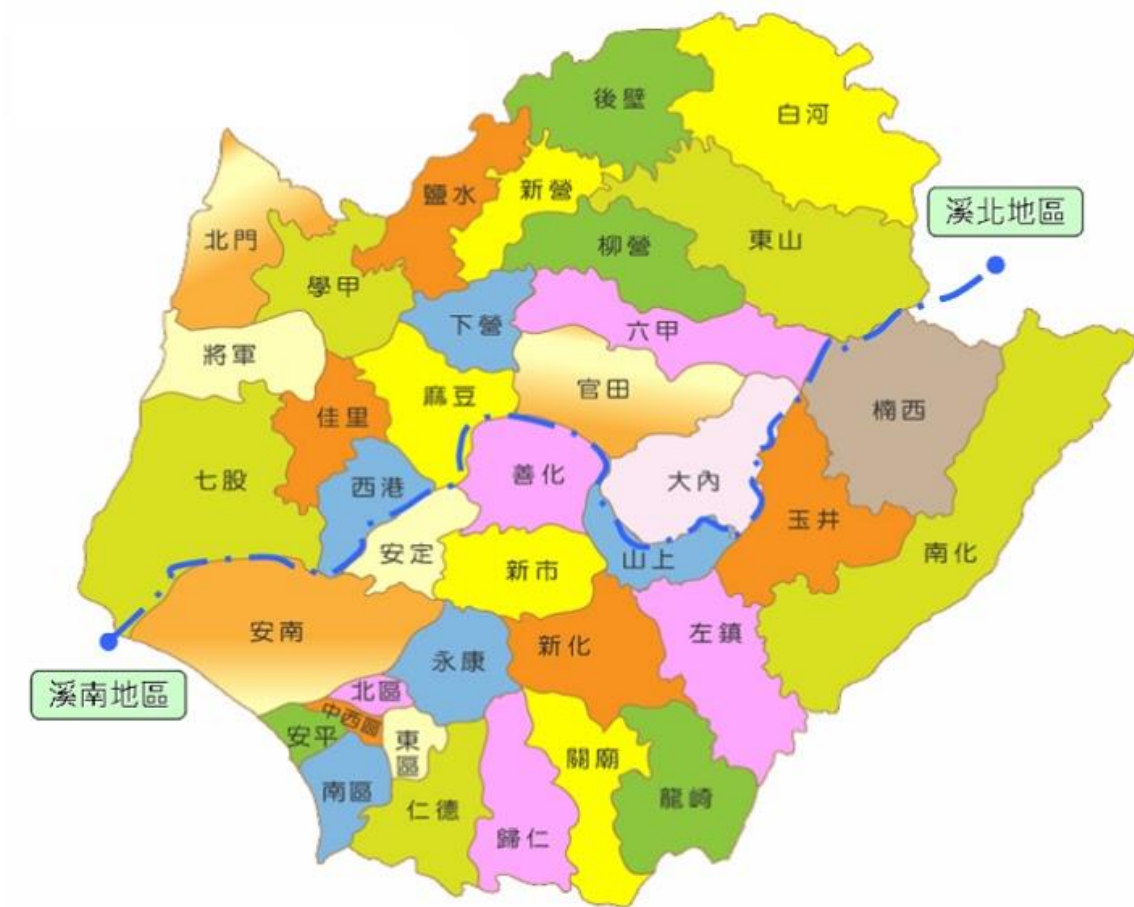 後壁
白河
鹽水
新營
溪北地區
北門
柳營
東山
學甲
下營
六甲
將軍
麻豆
官田
佳里
楠西
七股
西港
善化
大內
玉井
安定
新市
山上
南化
安南
新化
左鎮
永康
溪南地區
北區
中西區
安平
東區
關廟
南區
仁德
龍崎
歸仁